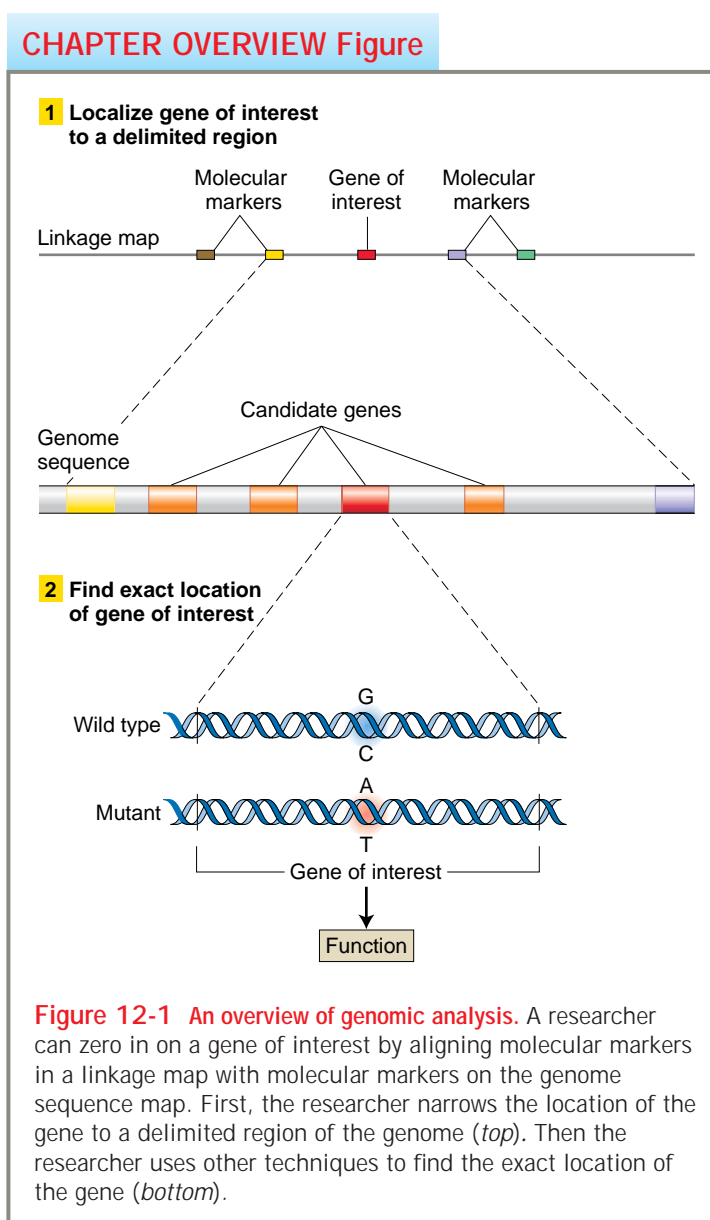 CHAPTER OVERVIEW Figure
1 Localize gene of interest
to a delimited region
Molecular
markers
Gene of
interest
Molecular
markers
Linkage map
Candidate genes
Genome
sequence
2 Find exact location
of gene of interest
G
Wild type
C
A
Mutant
T
Gene of interest
Function
Figure 12-1 An overview of genomic analysis. A researcher
can zero in on a gene of interest by aligning molecular markers
in a linkage map with molecular markers on the genome
sequence map. First, the researcher narrows the location of the
gene to a delimited region of the genome (top). Then the
researcher uses other techniques to find the exact location of
the gene (bottom).